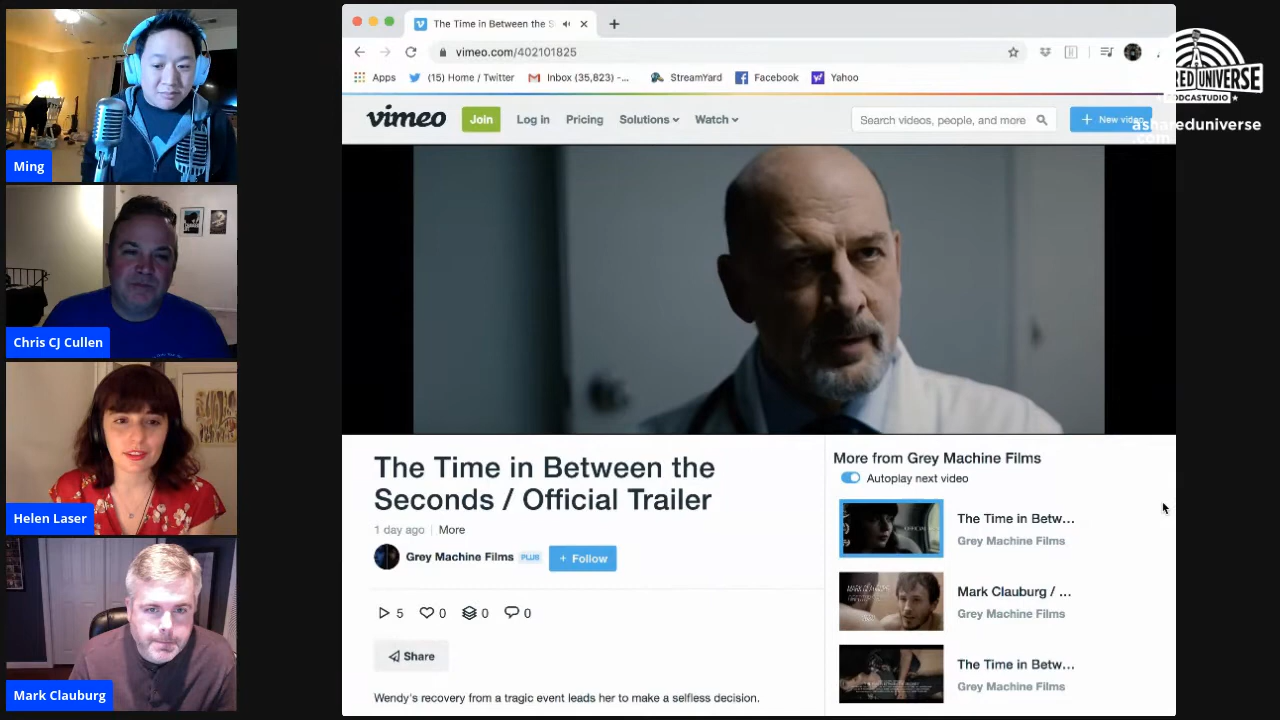 Ming
Chris CJ Cullen
Helen Laser
Mark Clauburg
The Time in Between the S
vimeo.com/402101825
Apps
(15) Home / Twitter
Inbox (35,823) -...
StreamYard
Facebook
Yahoo
vimeo
Join
Log in
Pricing
Solutions
Watch
Search videos, people, and more
+ New video
RED UNIVERSE
PODCASTUDIO
ashareduniverse
.com
The Time in Between the
Seconds / Official Trailer
1 day ago
More
Grey Machine Films
PLUS
+ Follow
5
0
0
0
Share
Wendy's recovery from a tragic event leads her to make a selfless decision.
More from Grey Machine Films
Autoplay next video
The Time in Betw...
Grey Machine Films
Mark Clauburg / ...
Grey Machine Films
The Time in Betw...
Grey Machine Films